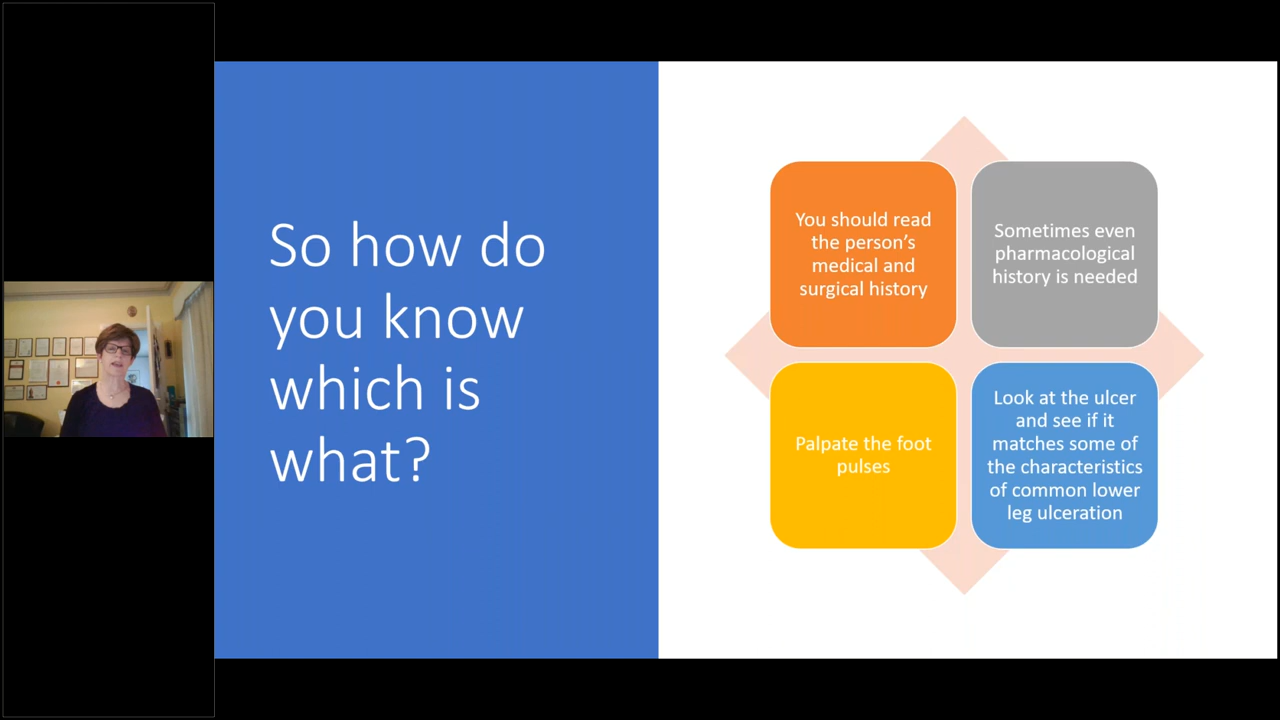 So how do
you know
which is
what?
You should read
the person’s
medical and
surgical history
Sometimes even
pharmacological
history is needed
Palpate the foot
pulses
Look at the ulcer
and see if it
matches some of
the characteristics
of common lower
leg ulceration